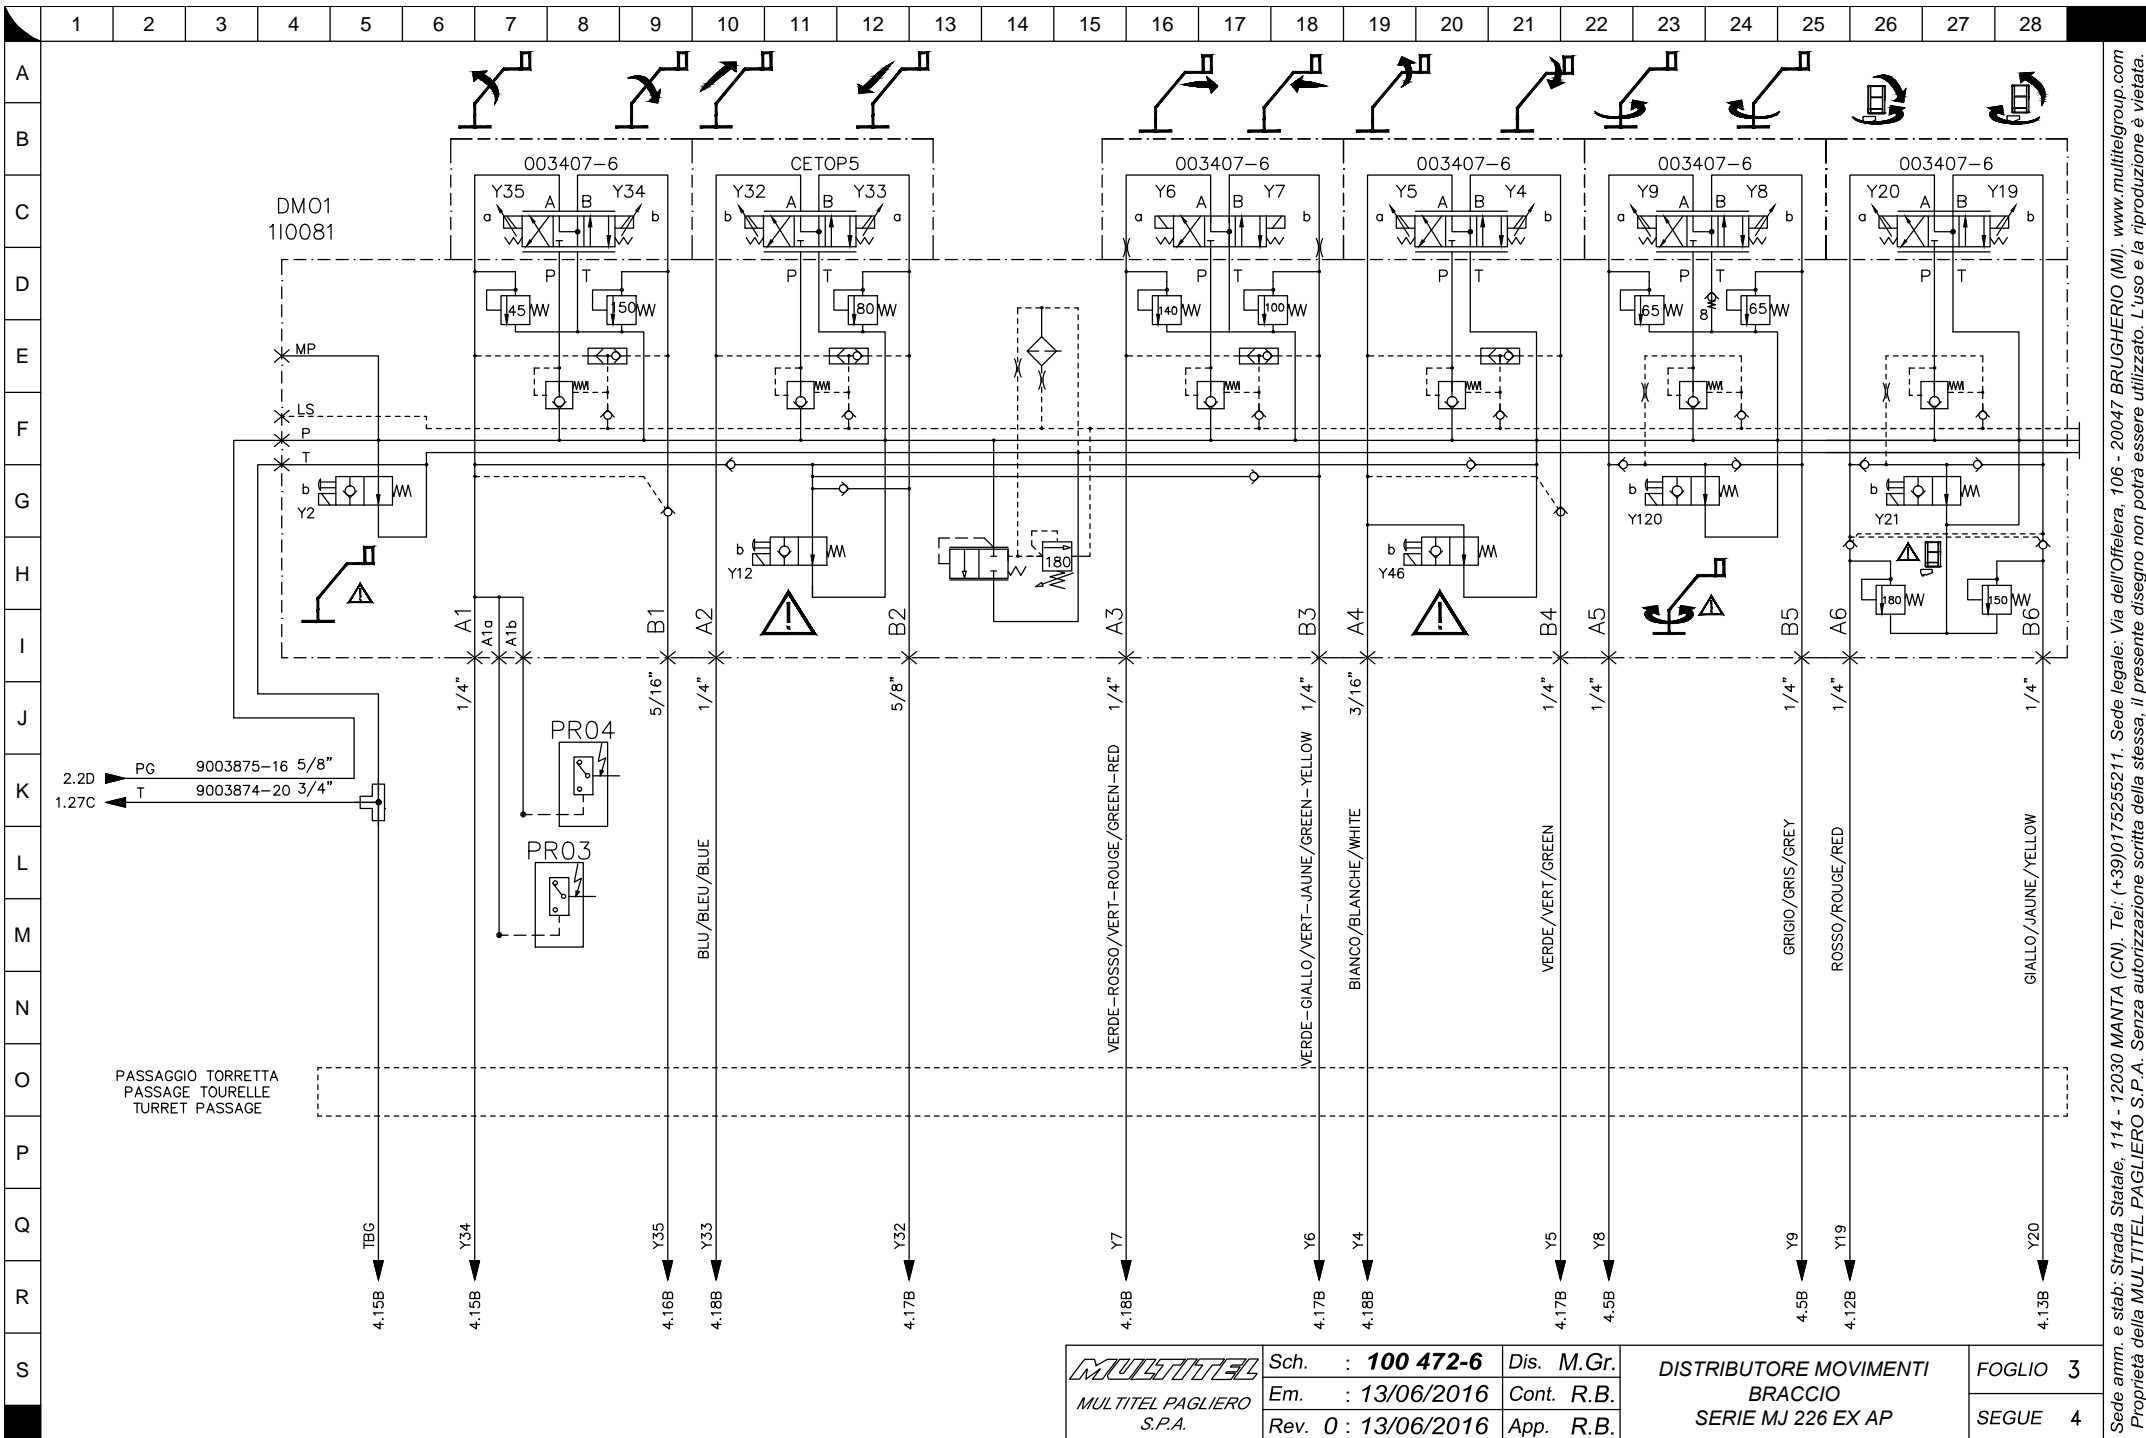 1 2 3 4 5 6 7 8 9 10 11 12 13 14 15 16 17 18 19 20 21 22 23 24 25 26 27 28
A
B
003407-6 CETOP5 003407-6 003407-6 003407-6 003407-6
C
DM01
1I0081
Y35 A B Y34
a b
Y32 A B Y33
b a
Y6 A B Y7
a b
Y5 A B Y4
a b
Y9 A B Y8
a b
Y20 A B Y19
a b
D
P T P T P T P T P T P T
45 150 80 140 100 65 8 65
E
MP
F
LS
P
T
G
b Y2
b Y120
b Y21
H
b Y12
180
b Y46
180 150
I
A1 A1a A1b B1 A2 B2 A3 B3 A4 B4 A5 B5 A6 B6
J
1/4" 5/16" 1/4" 5/8" 1/4" 1/4" 3/16" 1/4" 1/4" 1/4" 1/4" 1/4"
PR04
K
2.2D PG 9003875-16 5/8"
1.27C T 9003874-20 3/4"
L
PR03
M
BLU/BLEU/BLUE
VERDE-ROSSO/VERT-ROUGE/GREEN-RED
VERDE-GIALLO/VERT-JAUNE/GREEN-YELLOW
BIANCO/BLANCHE/WHITE
VERDE/VERT/GREEN
GRIGIO/GRIS/GREY
ROSSO/ROUGE/RED
GIALLO/JAUNE/YELLOW
N
O
PASSAGGIO TORRETTA
PASSAGE TOURELLE
TURRET PASSAGE
P
Q
TBG Y34 Y35 Y33 Y32 Y7 Y6 Y4 Y5 Y8 Y9 Y19 Y20
R
4.15B 4.15B 4.16B 4.18B 4.17B 4.18B 4.17B 4.18B 4.17B 4.5B 4.5B 4.12B 4.13B
S
MULTITEL
MULTITEL PAGLIERO
S.P.A.
Sch. : 100 472-6 Dis. M.Gr.
Em. : 13/06/2016 Cont. R.B.
Rev. 0 : 13/06/2016 App. R.B.
DISTRIBUTORE MOVIMENTI
BRACCIO
SERIE MJ 226 EX AP
FOGLIO 3
SEGUE 4
Sede amm. e stab: Strada Statale, 114 - 12030 MANTA (CN). Tel: (+39)0175255211. Sede legale: Via dell'Offelera, 106 - 20047 BRUGHERIO (MI). www.multitelgroup.com
Proprietà della MULTITEL PAGLIERO S.P.A. Senza autorizzazione scritta della stessa, il presente disegno non potrà essere utilizzato. L'uso e la riproduzione è vietata.